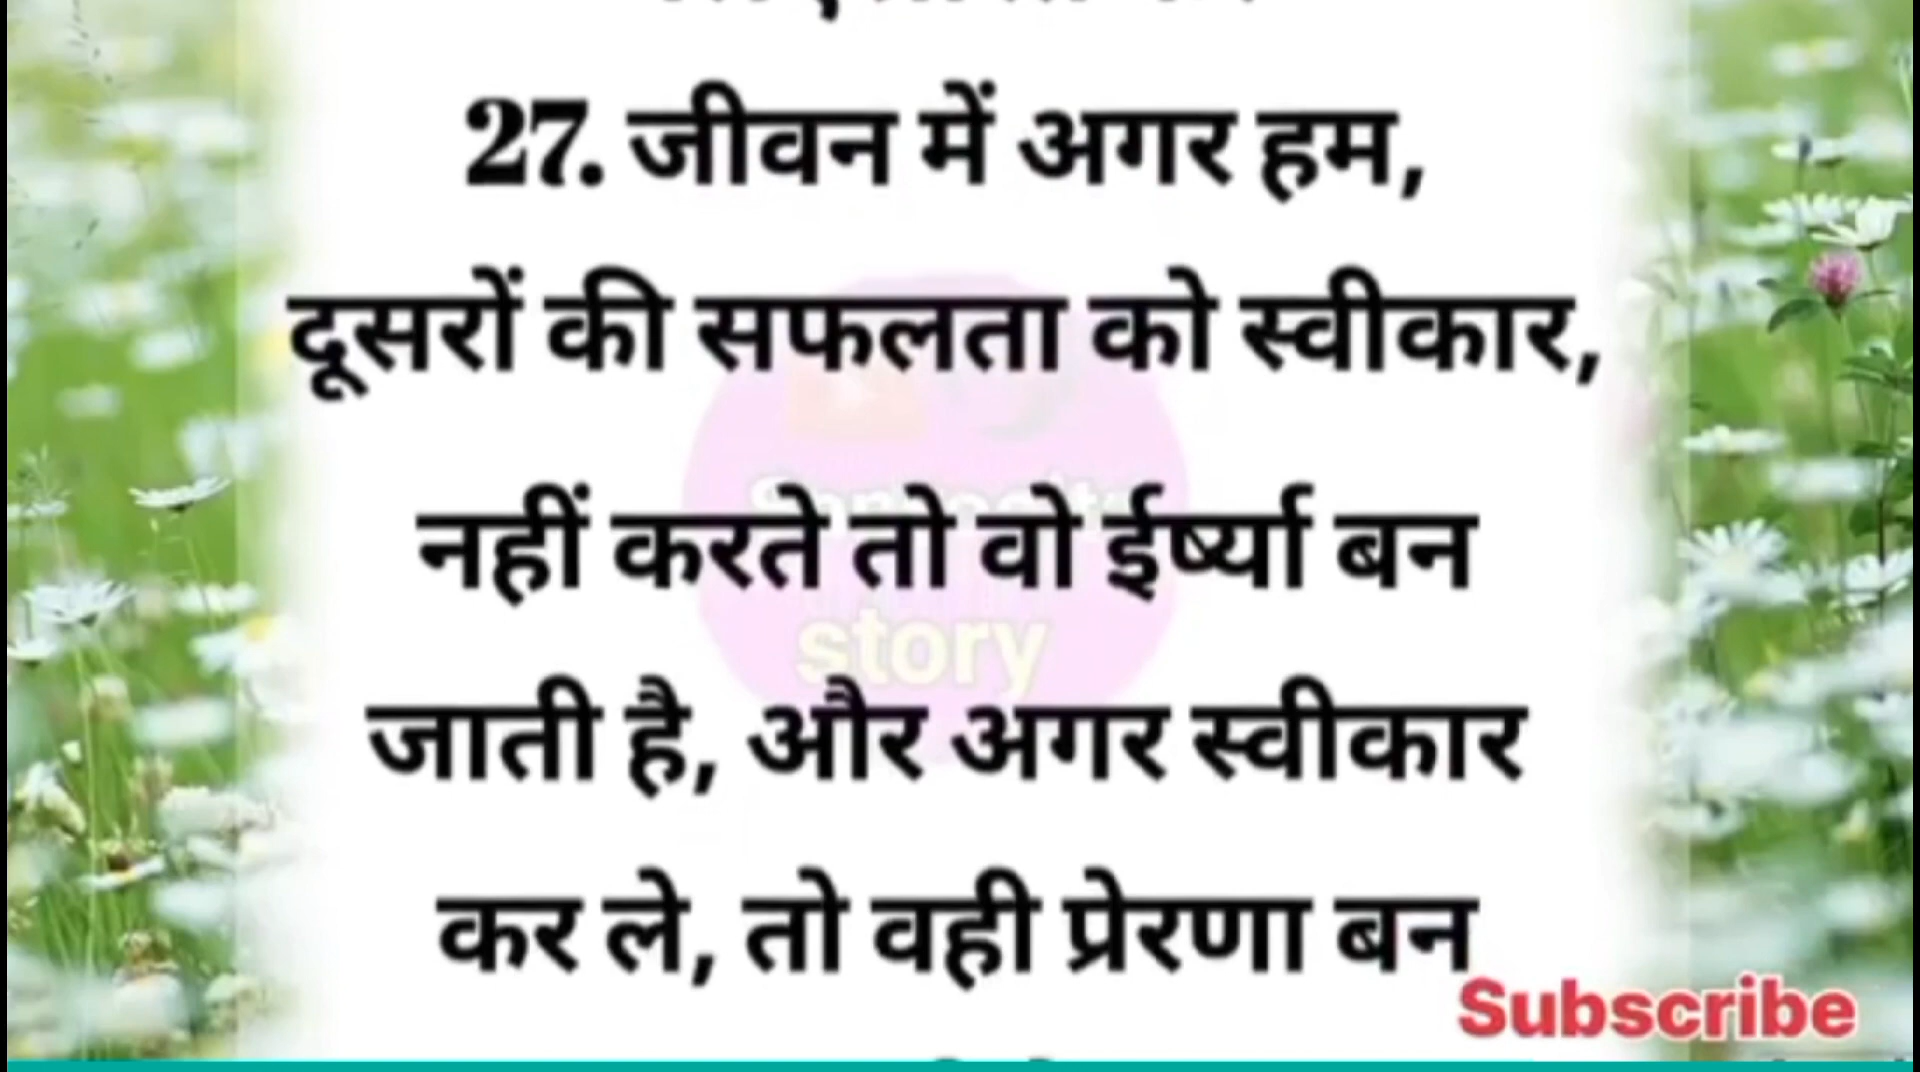 27. जीवन में अगर हम,
दूसरों की सफलता को स्वीकार,
नहीं करते तो वो ईर्ष्या बन
story
जाती है, और अगर स्वीकार
कर ले, तो वही प्रेरणा बन
Subscribe